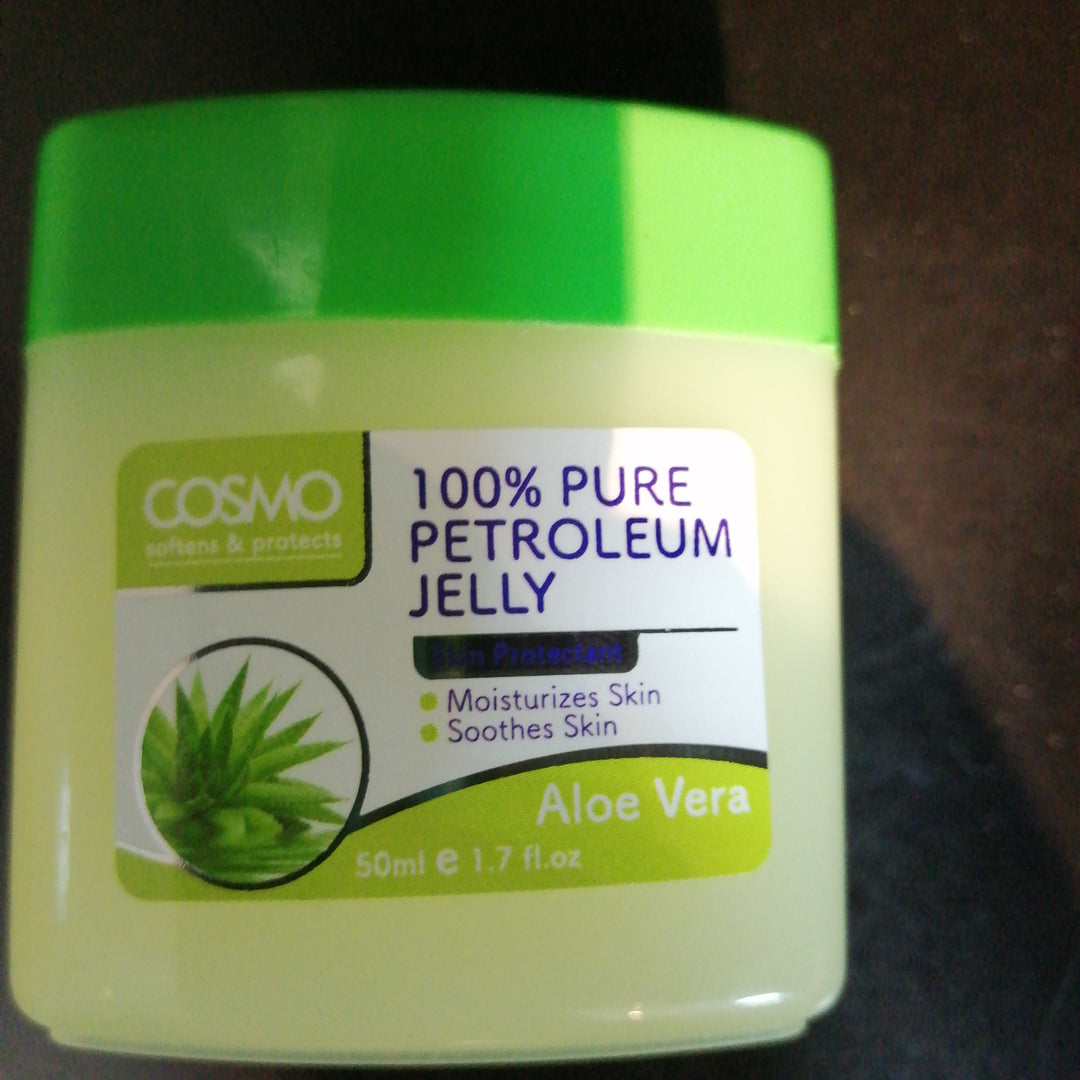 COSMO
softens & protects
100% PURE
PETROLEUM
JELLY
Skin Protectant
Moisturizes Skin
Soothes Skin
Aloe Vera
50ml e 1.7 fl.oz